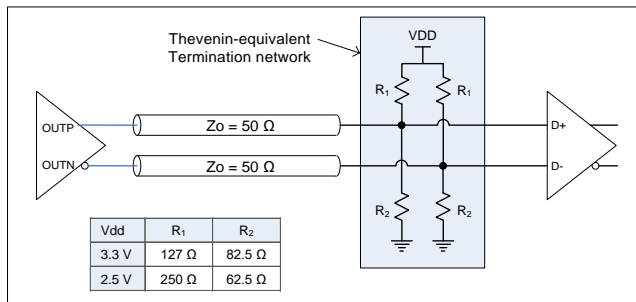 Thevenin-equivalent
Termination network
VDD
R₁
R₁
OUTP
Zo = 50 Ω
D+
OUTN
Zo = 50 Ω
D-
R₂
R₂
Vdd R₁ R₂
3.3 V 127 Ω 82.5 Ω
2.5 V 250 Ω 62.5 Ω